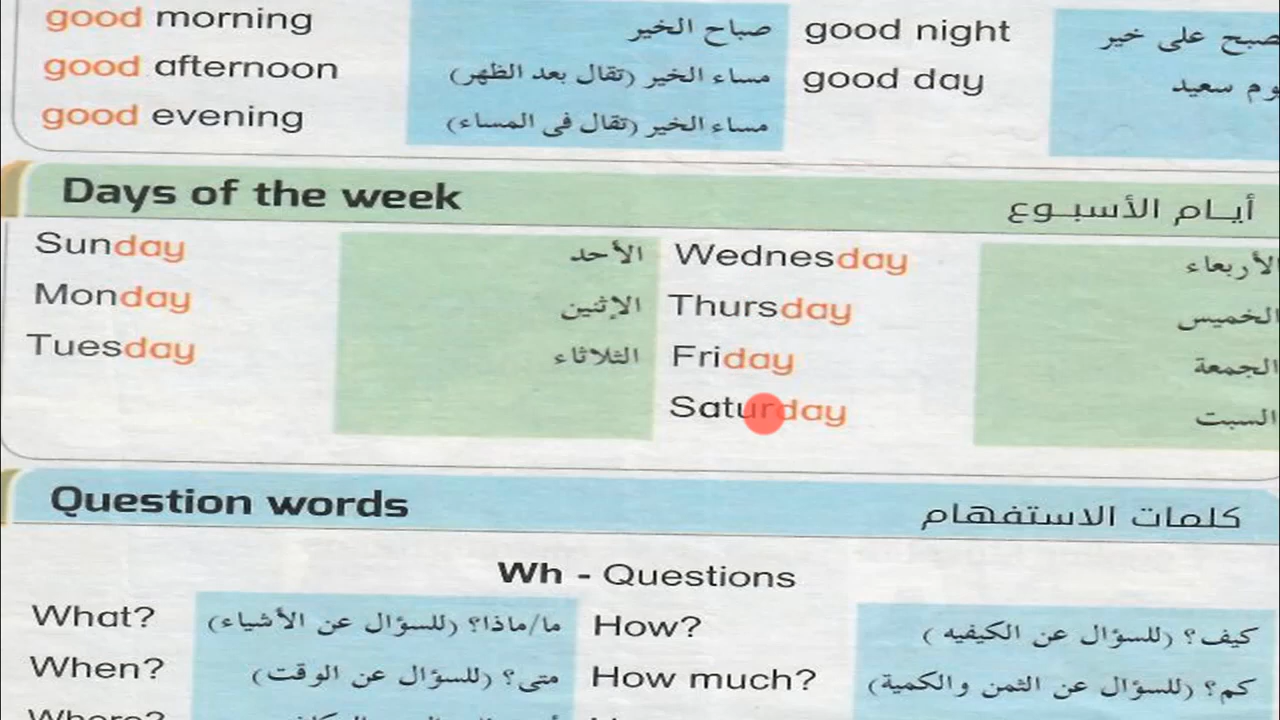 good morning صباح الخير good night صبح على خير
good afternoon مساء الخير (تقال بعد الظهر) good day وم سعيد
good evening مساء الخير (تقال فى المساء)
Days of the week أيام الأسبوع
Sunday الأحد Wednesday الأربعاء
Monday الإثنين Thursday الخميس
Tuesday الثلاثاء Friday الجمعة
Saturday السبت
Question words كلمات الاستفهام
Wh - Questions
What? ما/ماذا؟ (للسؤال عن الأشياء) How? كيف؟ (للسؤال عن الكيفيه )
When? متى؟ (للسؤال عن الوقت) How much? كم؟ (للسؤال عن الثمن والكمية)
Where?